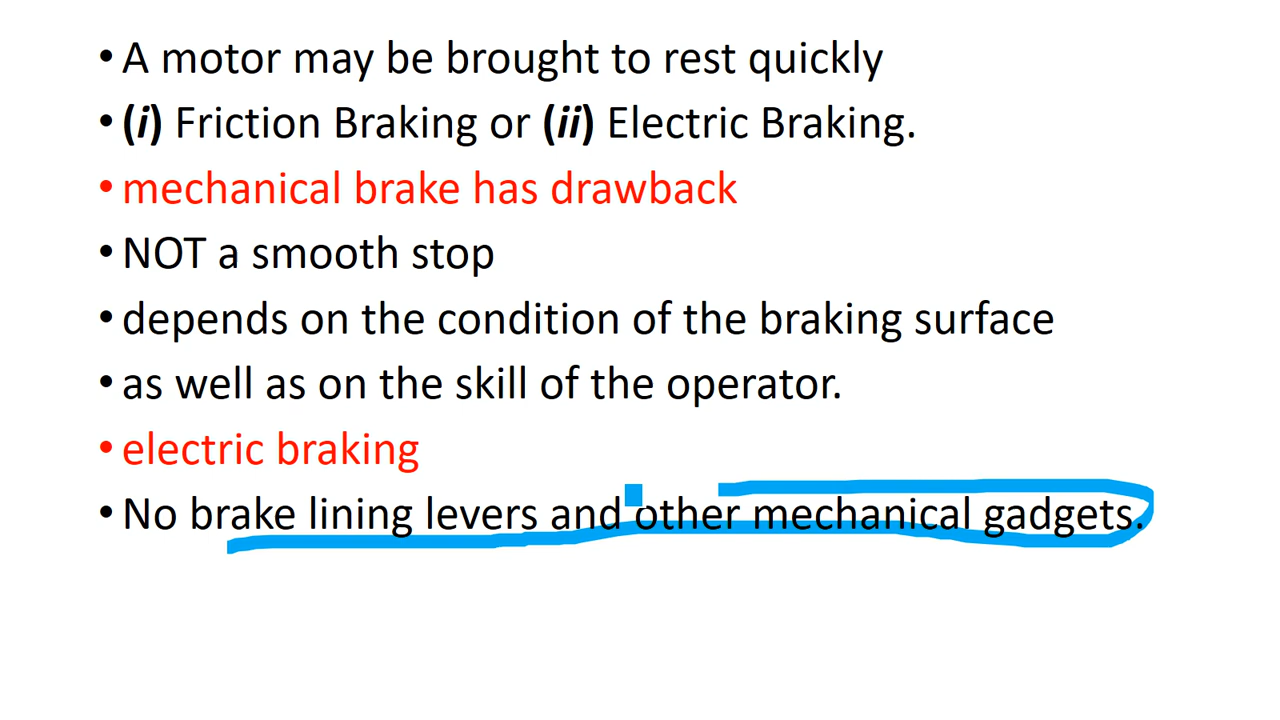 • A motor may be brought to rest quickly
• (i) Friction Braking or (ii) Electric Braking.
• mechanical brake has drawback
• NOT a smooth stop
• depends on the condition of the braking surface
• as well as on the skill of the operator.
• electric braking
• No brake lining levers and other mechanical gadgets.